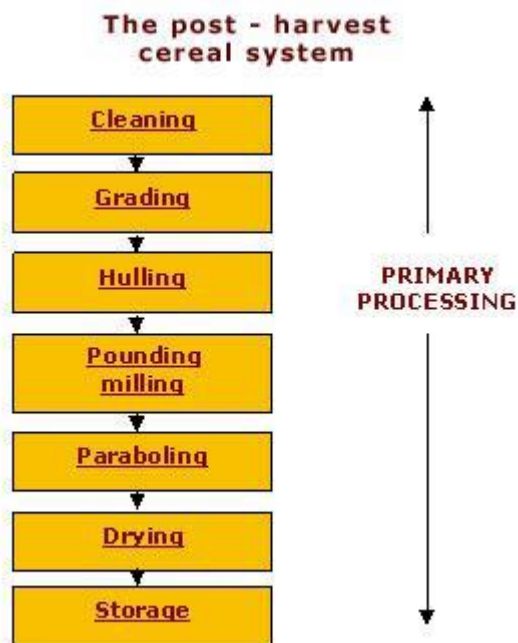 The post - harvest
cereal system
Cleaning
Grading
Hulling
PRIMARY
PROCESSING
Pounding
milling
Paraboling
Drying
Storage